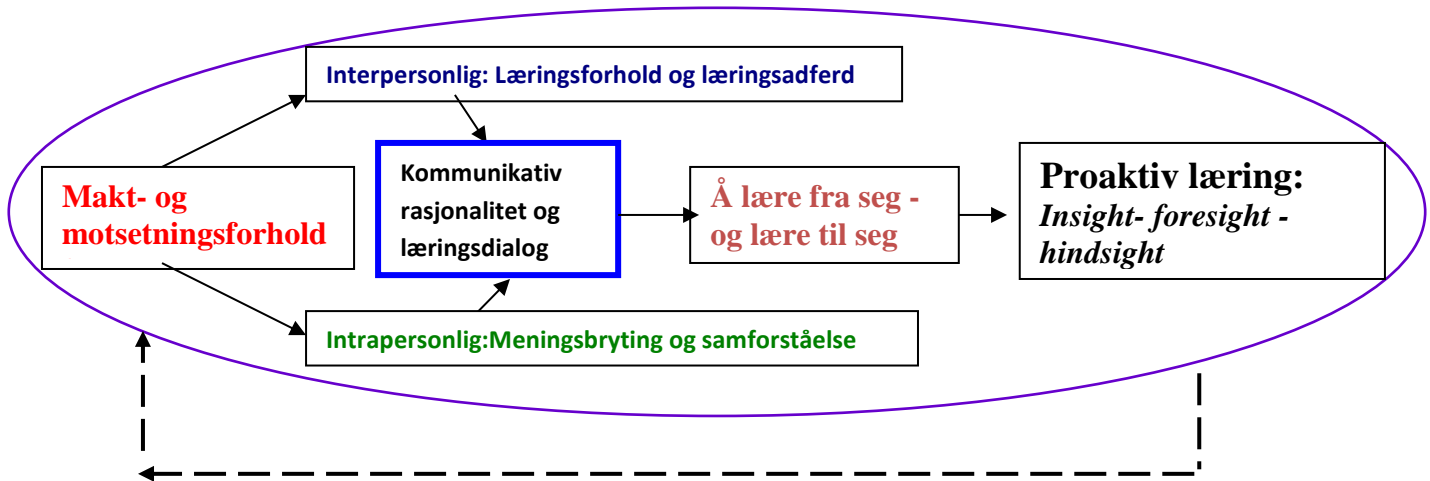 Interpersonlig: Læringsforhold og læringsadferd
Makt- og
motsetningsforhold
Kommunikativ
rasjonalitet og
læringsdialog
Å lære fra seg -
og lære til seg
Proaktiv læring:
Insight- foresight -
hindsight
Intrapersonlig:Meningsbryting og samforståelse